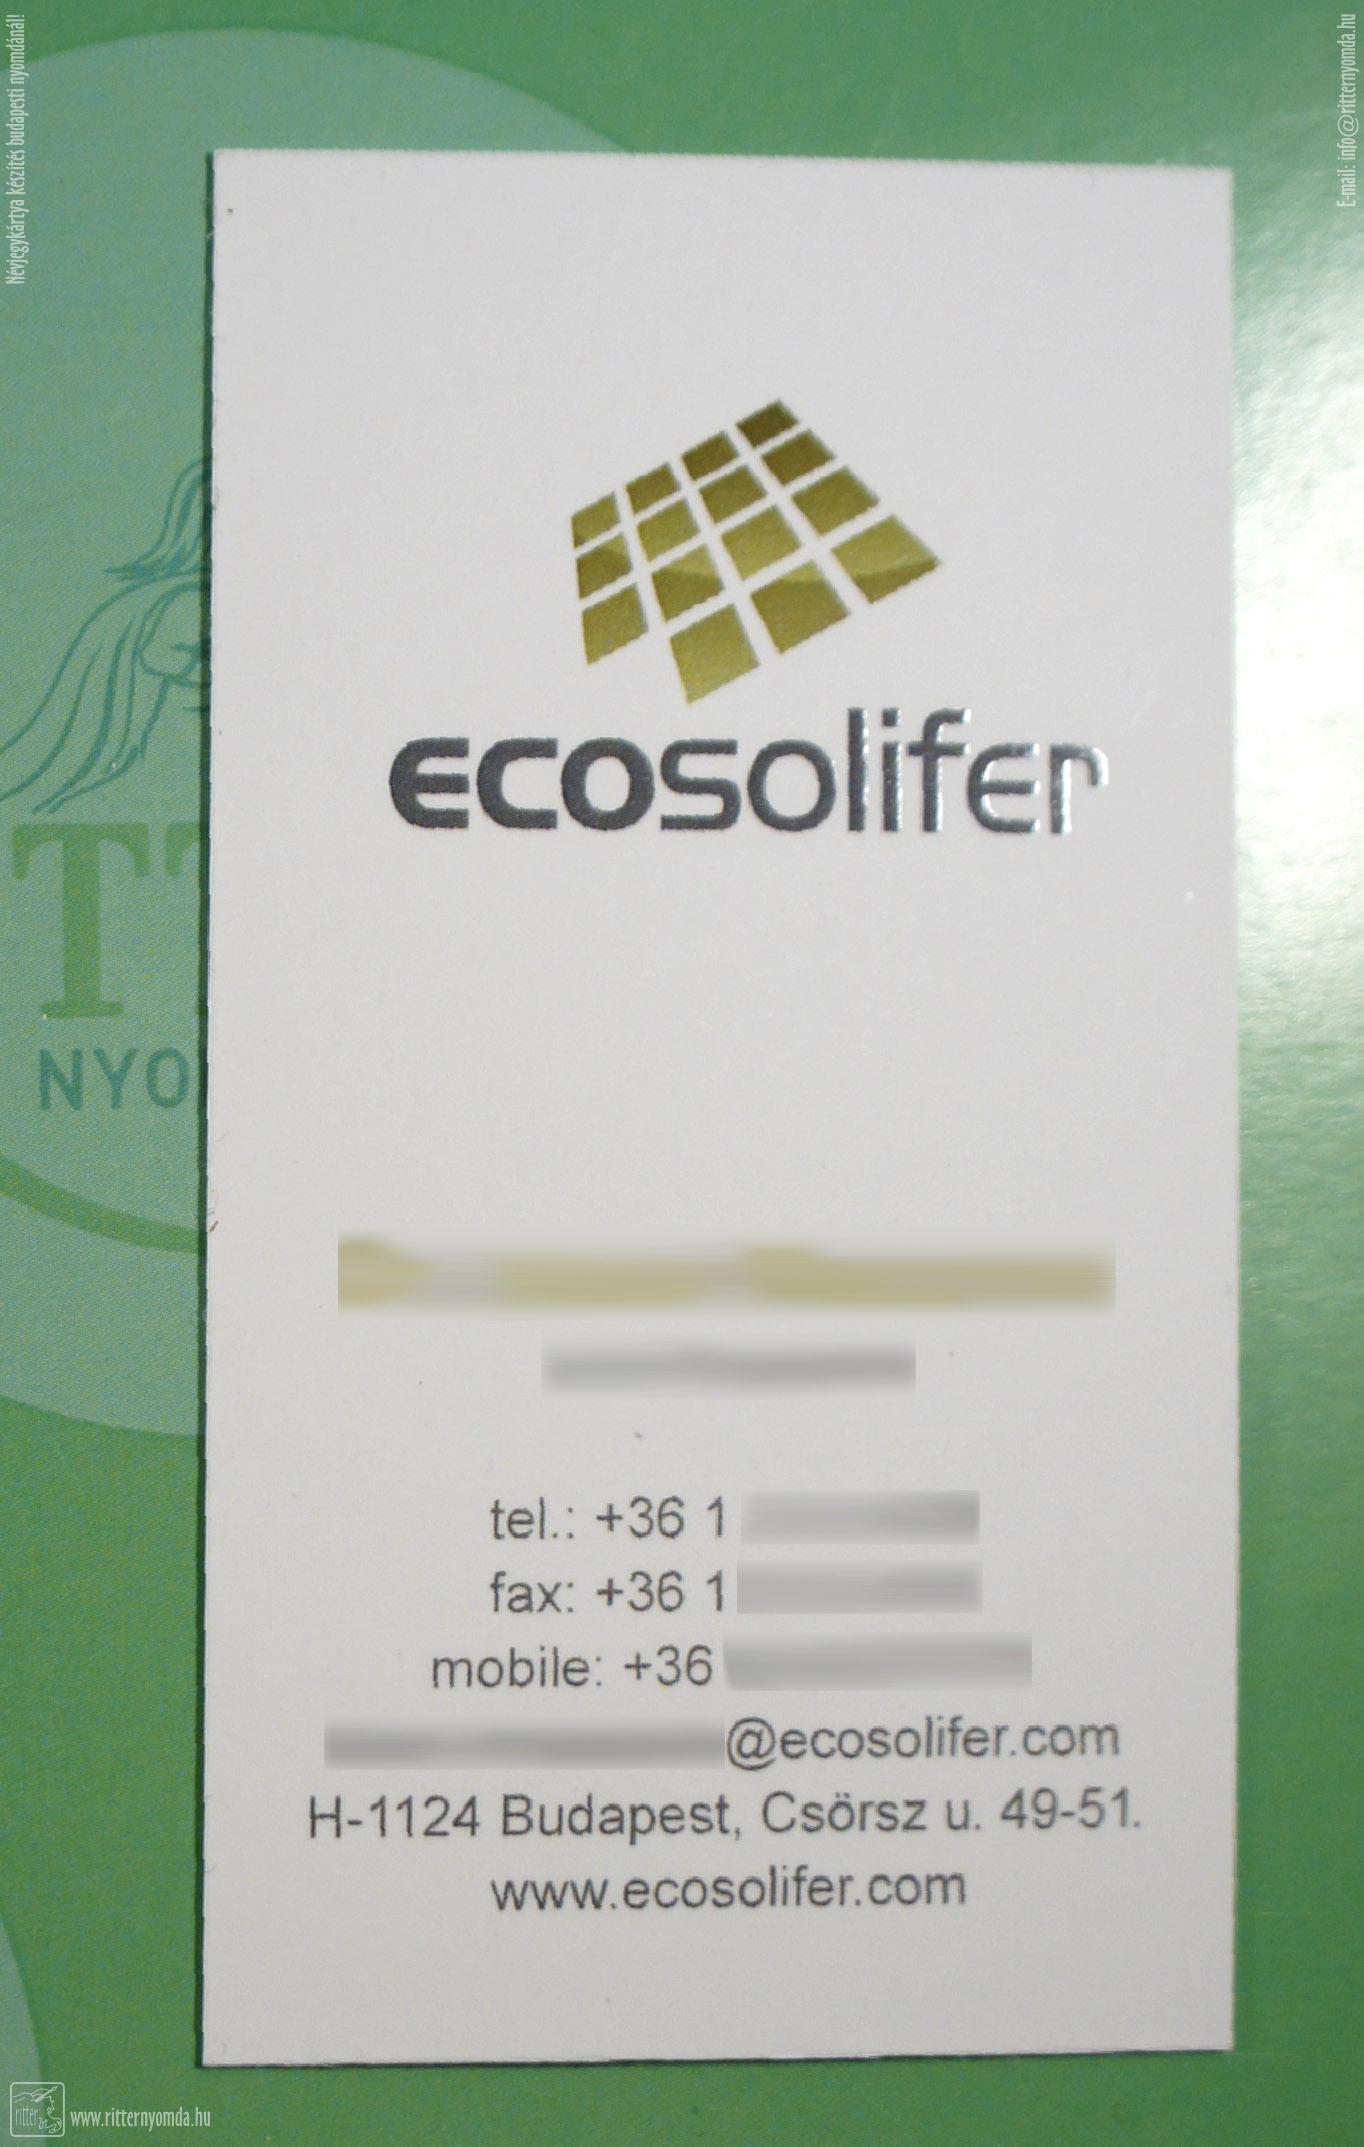 Névjegykártya készítés budapesti nyomdánál!
E-mail: info@ritternyomda.hu
ecosolifer
NYO
tel.: +36 1
fax: +36 1
mobile: +36
@ecosolifer.com
H-1124 Budapest, Csörsz u. 49-51.
www.ecosolifer.com
ritter
www.ritternyomda.hu